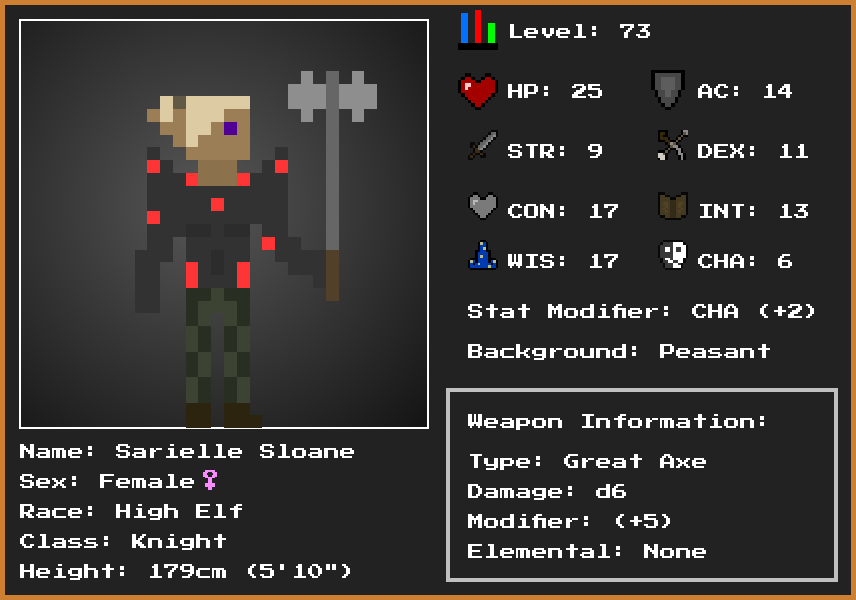 Level: 73
HP: 25
AC: 14
STR: 9
DEX: 11
CON: 17
INT: 13
WIS: 17
CHA: 6
Stat Modifier: CHA (+2)
Background: Peasant
Weapon Information:
Type: Great Axe
Damage: d6
Modifier: (+5)
Elemental: None
Name: Sarielle Sloane
Sex: Female♀
Race: High Elf
Class: Knight
Height: 179cm (5'10")